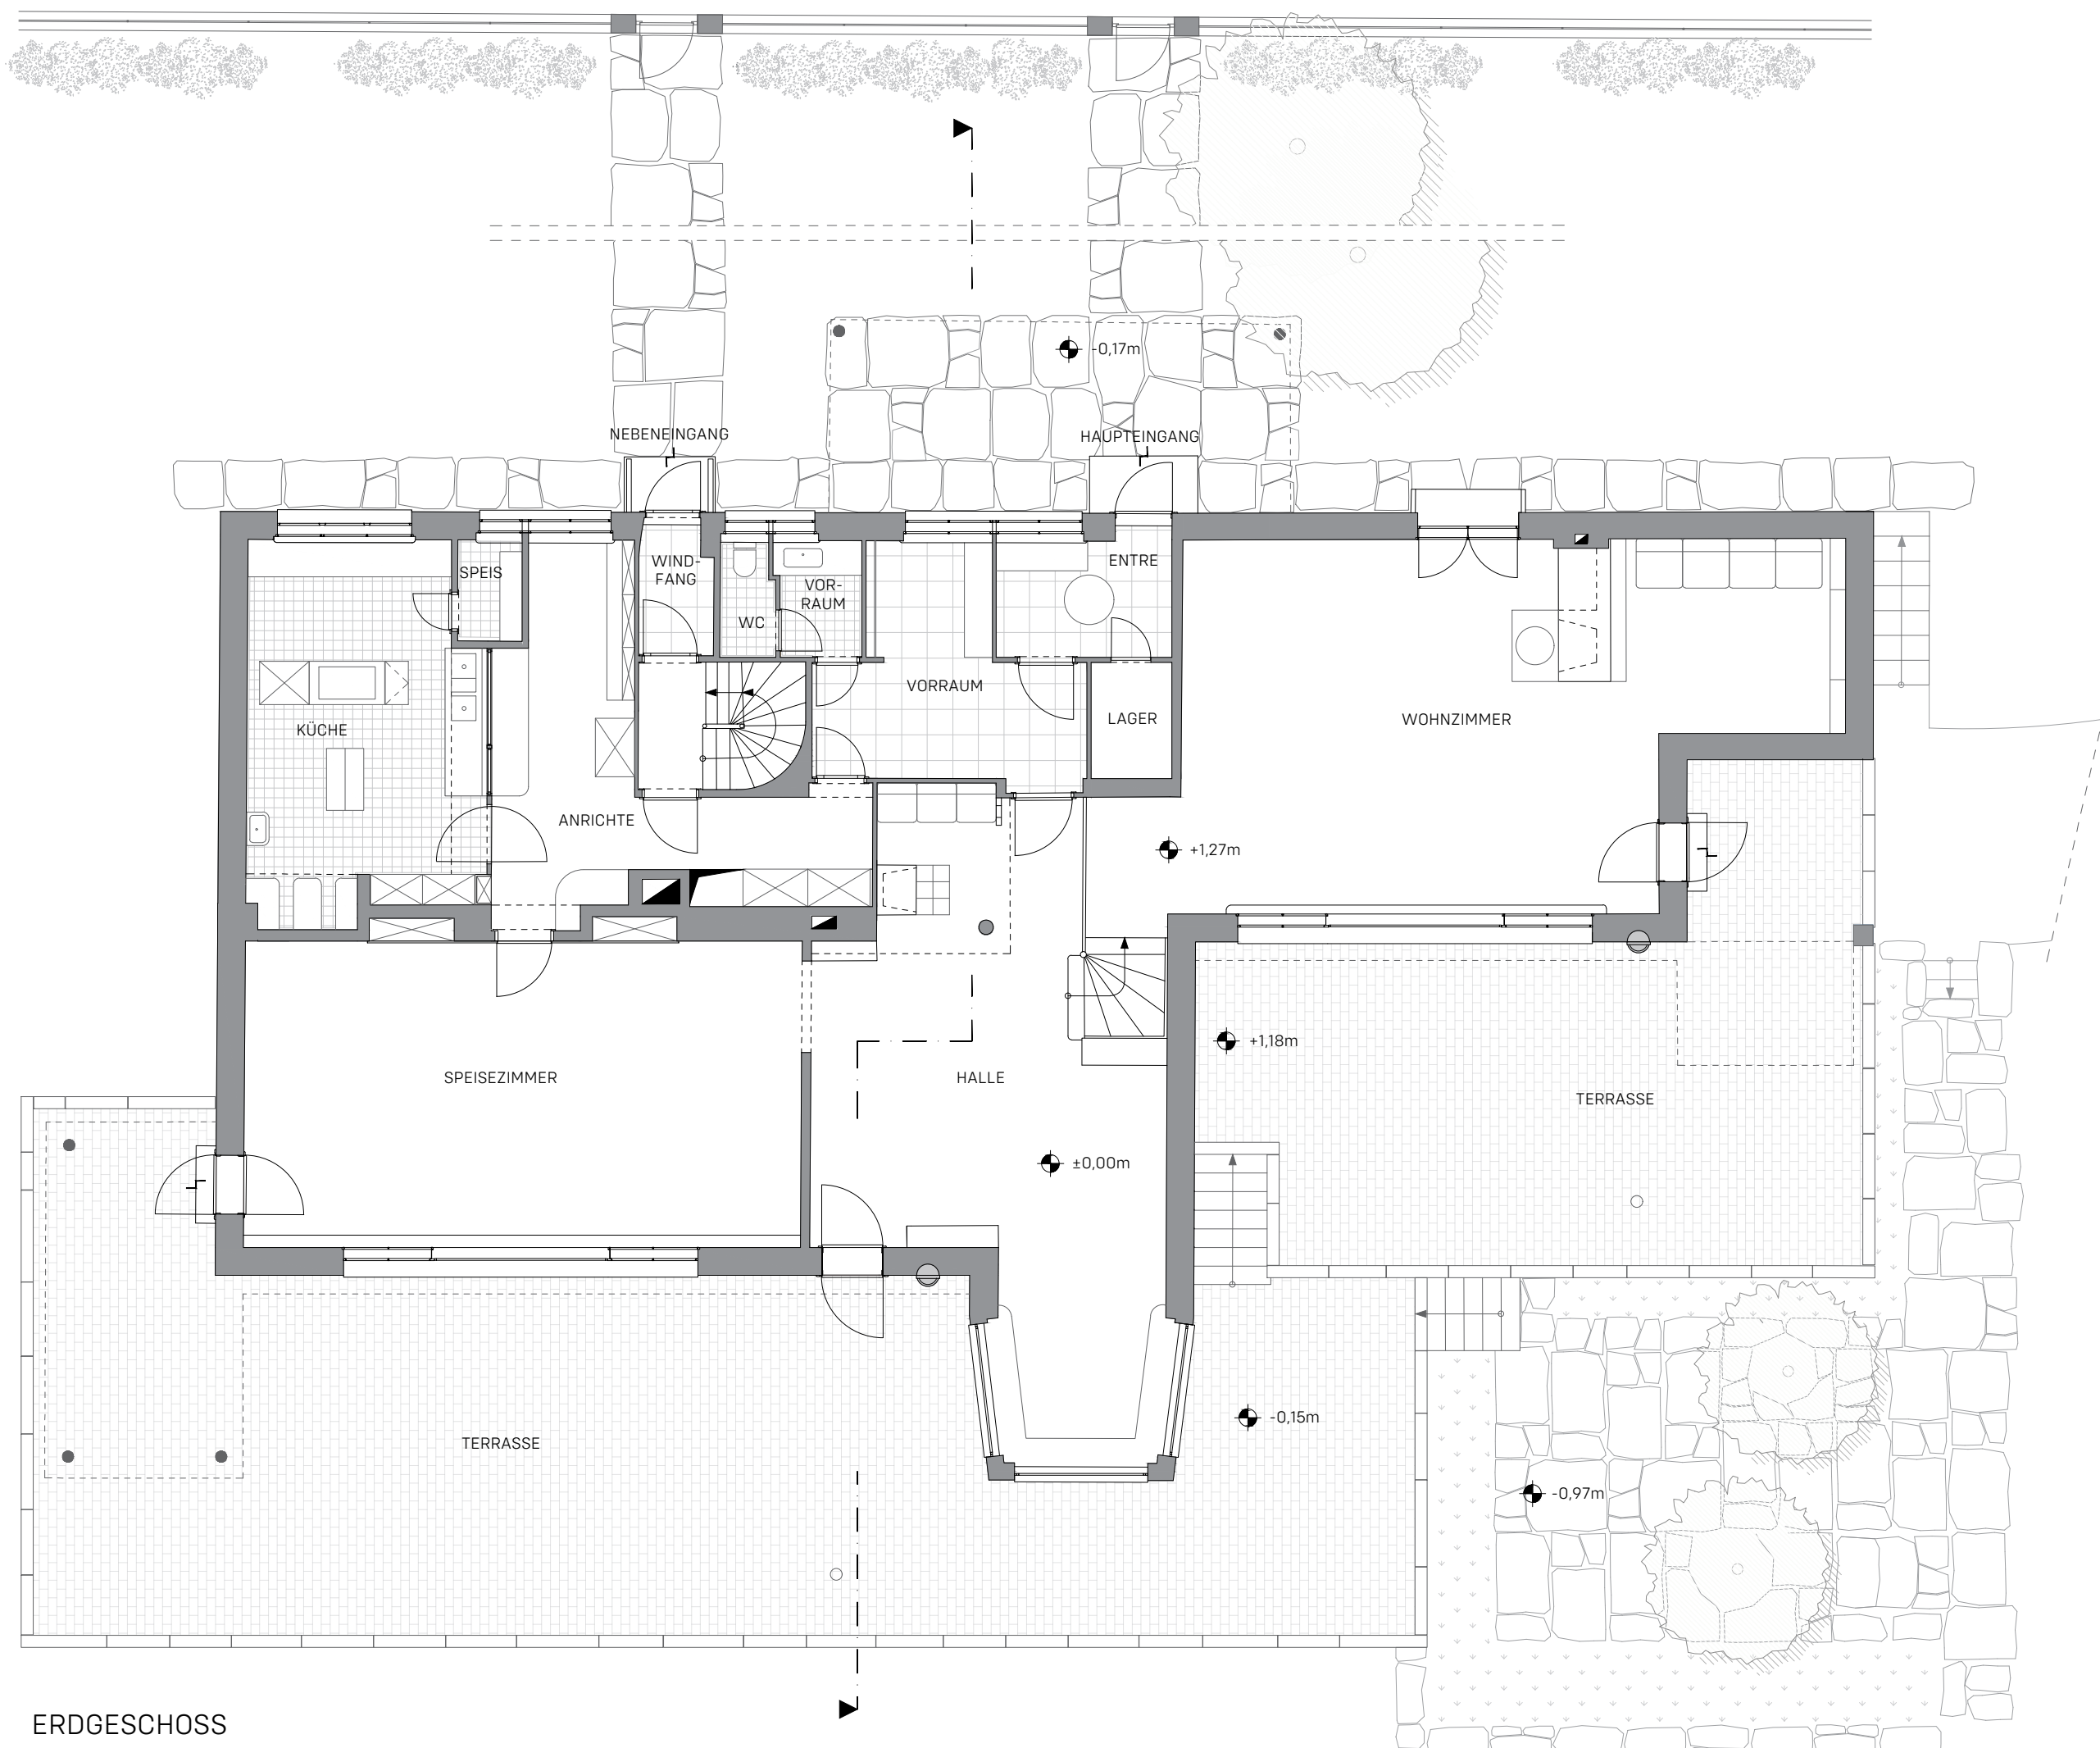 -0,17m
NEBENEINGANG
HAUPTEINGANG
SPEIS
WIND-
FANG
VOR-
RAUM
WC
ENTRE
KÜCHE
VORRAUM
LAGER
WOHNZIMMER
ANRICHTE
+1,27m
+1,18m
SPEISEZIMMER
HALLE
TERRASSE
±0,00m
-0,15m
TERRASSE
-0,97m
ERDGESCHOSS